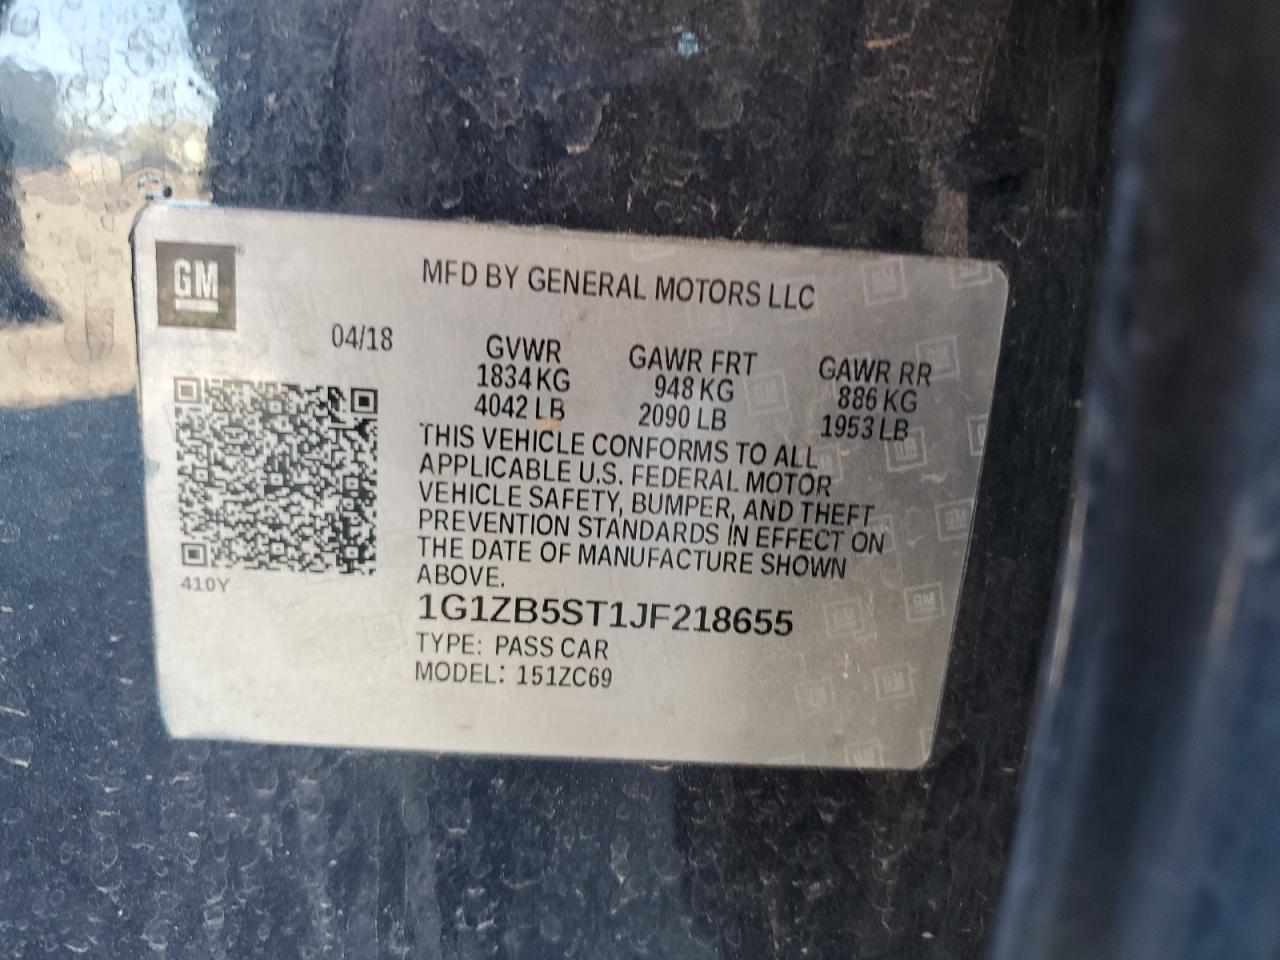 GM
MFD BY GENERAL MOTORS LLC
04/18
GVWR GAWR FRT GAWR RR
1834 KG 948 KG 886 KG
4042 LB 2090 LB 1953 LB
THIS VEHICLE CONFORMS TO ALL
APPLICABLE U.S. FEDERAL MOTOR
VEHICLE SAFETY, BUMPER, AND THEFT
PREVENTION STANDARDS IN EFFECT ON
THE DATE OF MANUFACTURE SHOWN
ABOVE.
410Y
1G1ZB5ST1JF218655
TYPE: PASS CAR
MODEL: 151ZC69